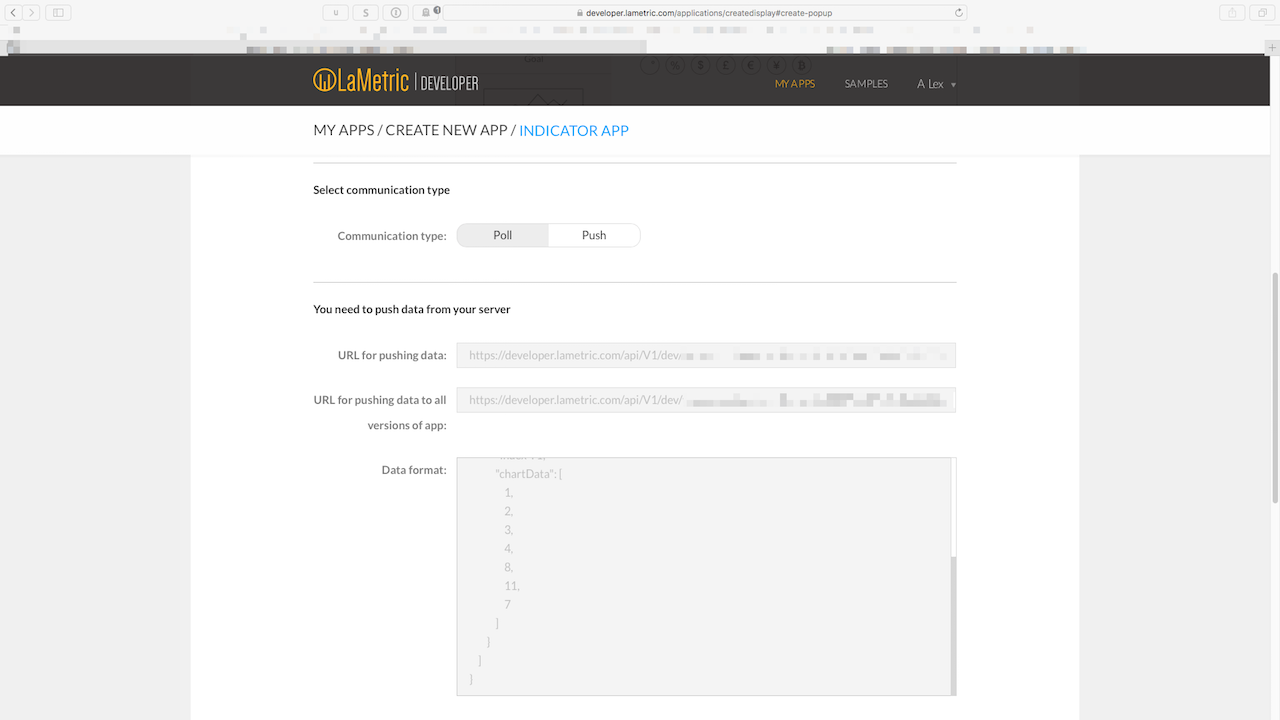 developer.lametric.com/applications/createdisplay#create-popup
LaMetric | DEVELOPER
MY APPS
SAMPLES
A Lex
MY APPS / CREATE NEW APP / INDICATOR APP
Select communication type
Communication type:
Poll
Push
You need to push data from your server
URL for pushing data:
https://developer.lametric.com/api/V1/dev/
URL for pushing data to all
versions of app:
https://developer.lametric.com/api/V1/dev/
Data format:
"chartData": [
1,
2,
3,
4,
8,
11,
7
]
}
]
}